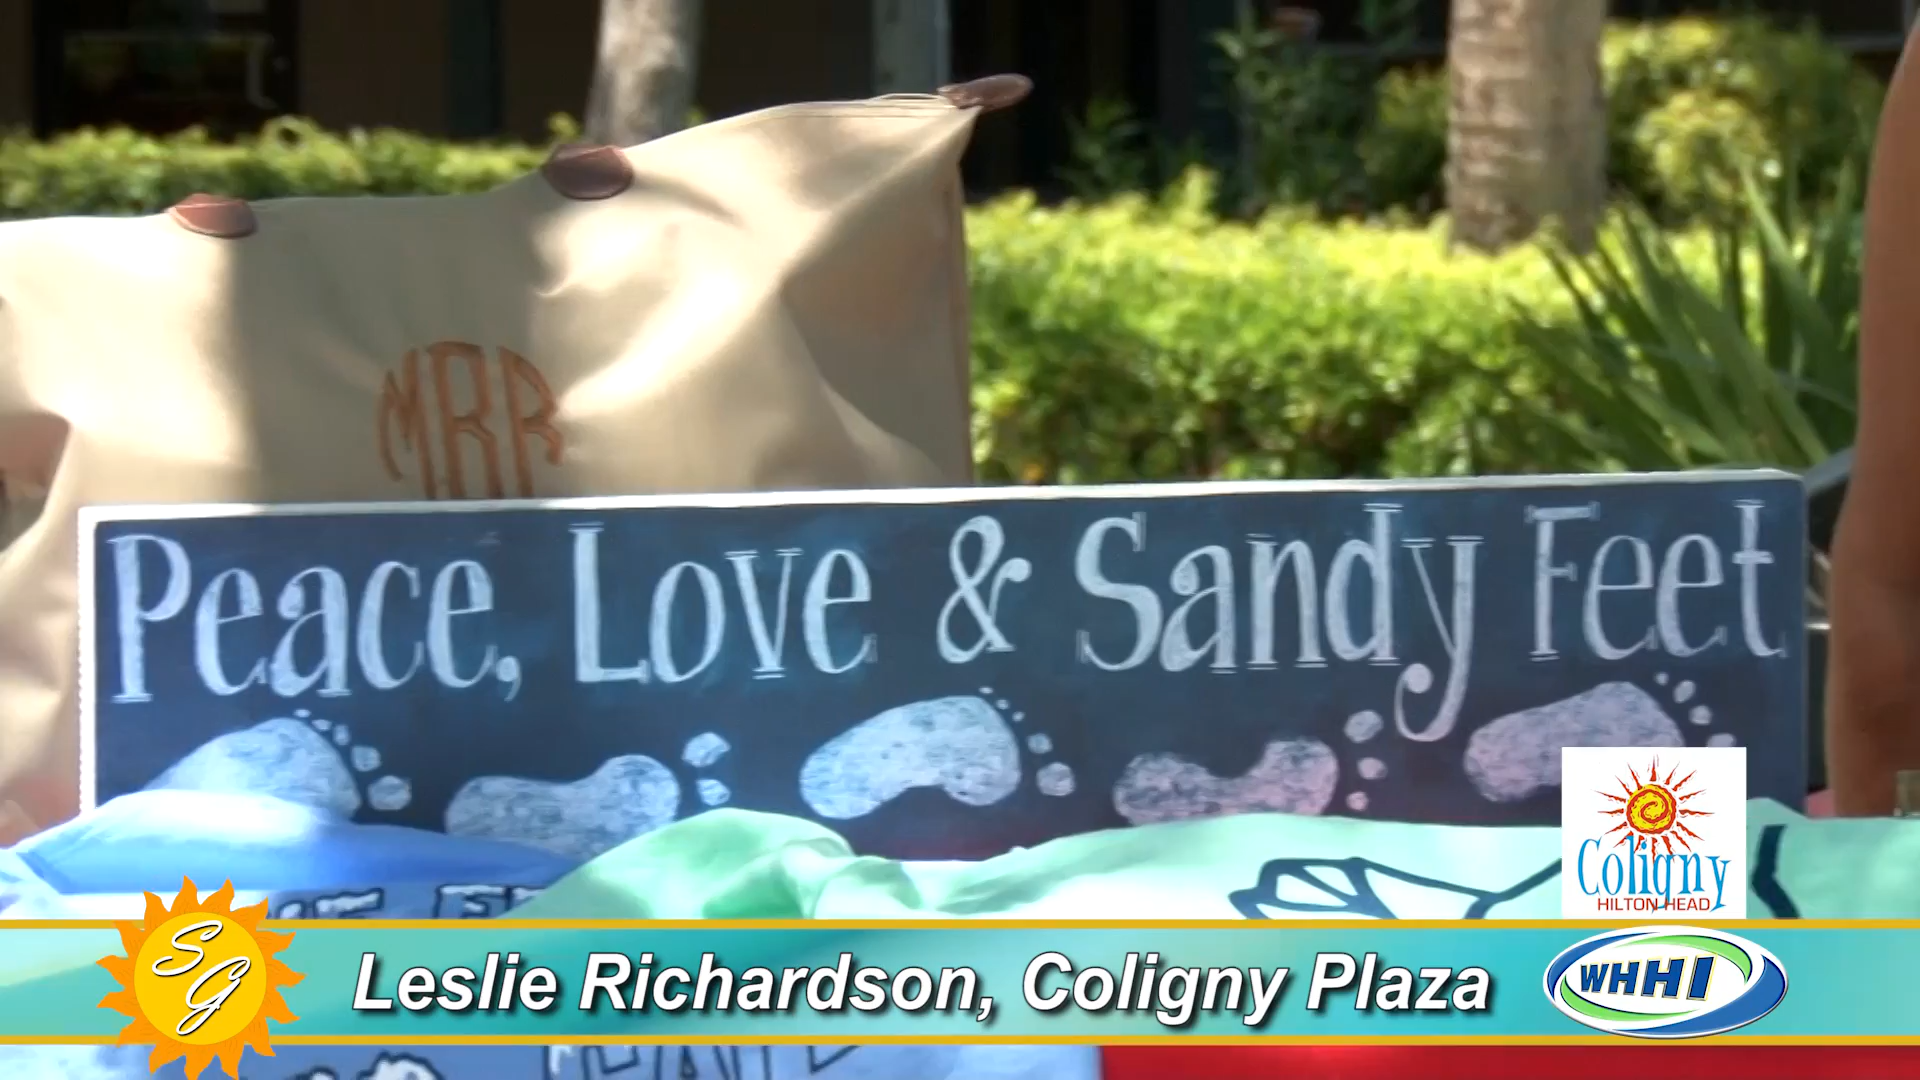 MRR
Peace, Love & Sandy Feet
Coligny
HILTON HEAD
SG
Leslie Richardson, Coligny Plaza
WHHI